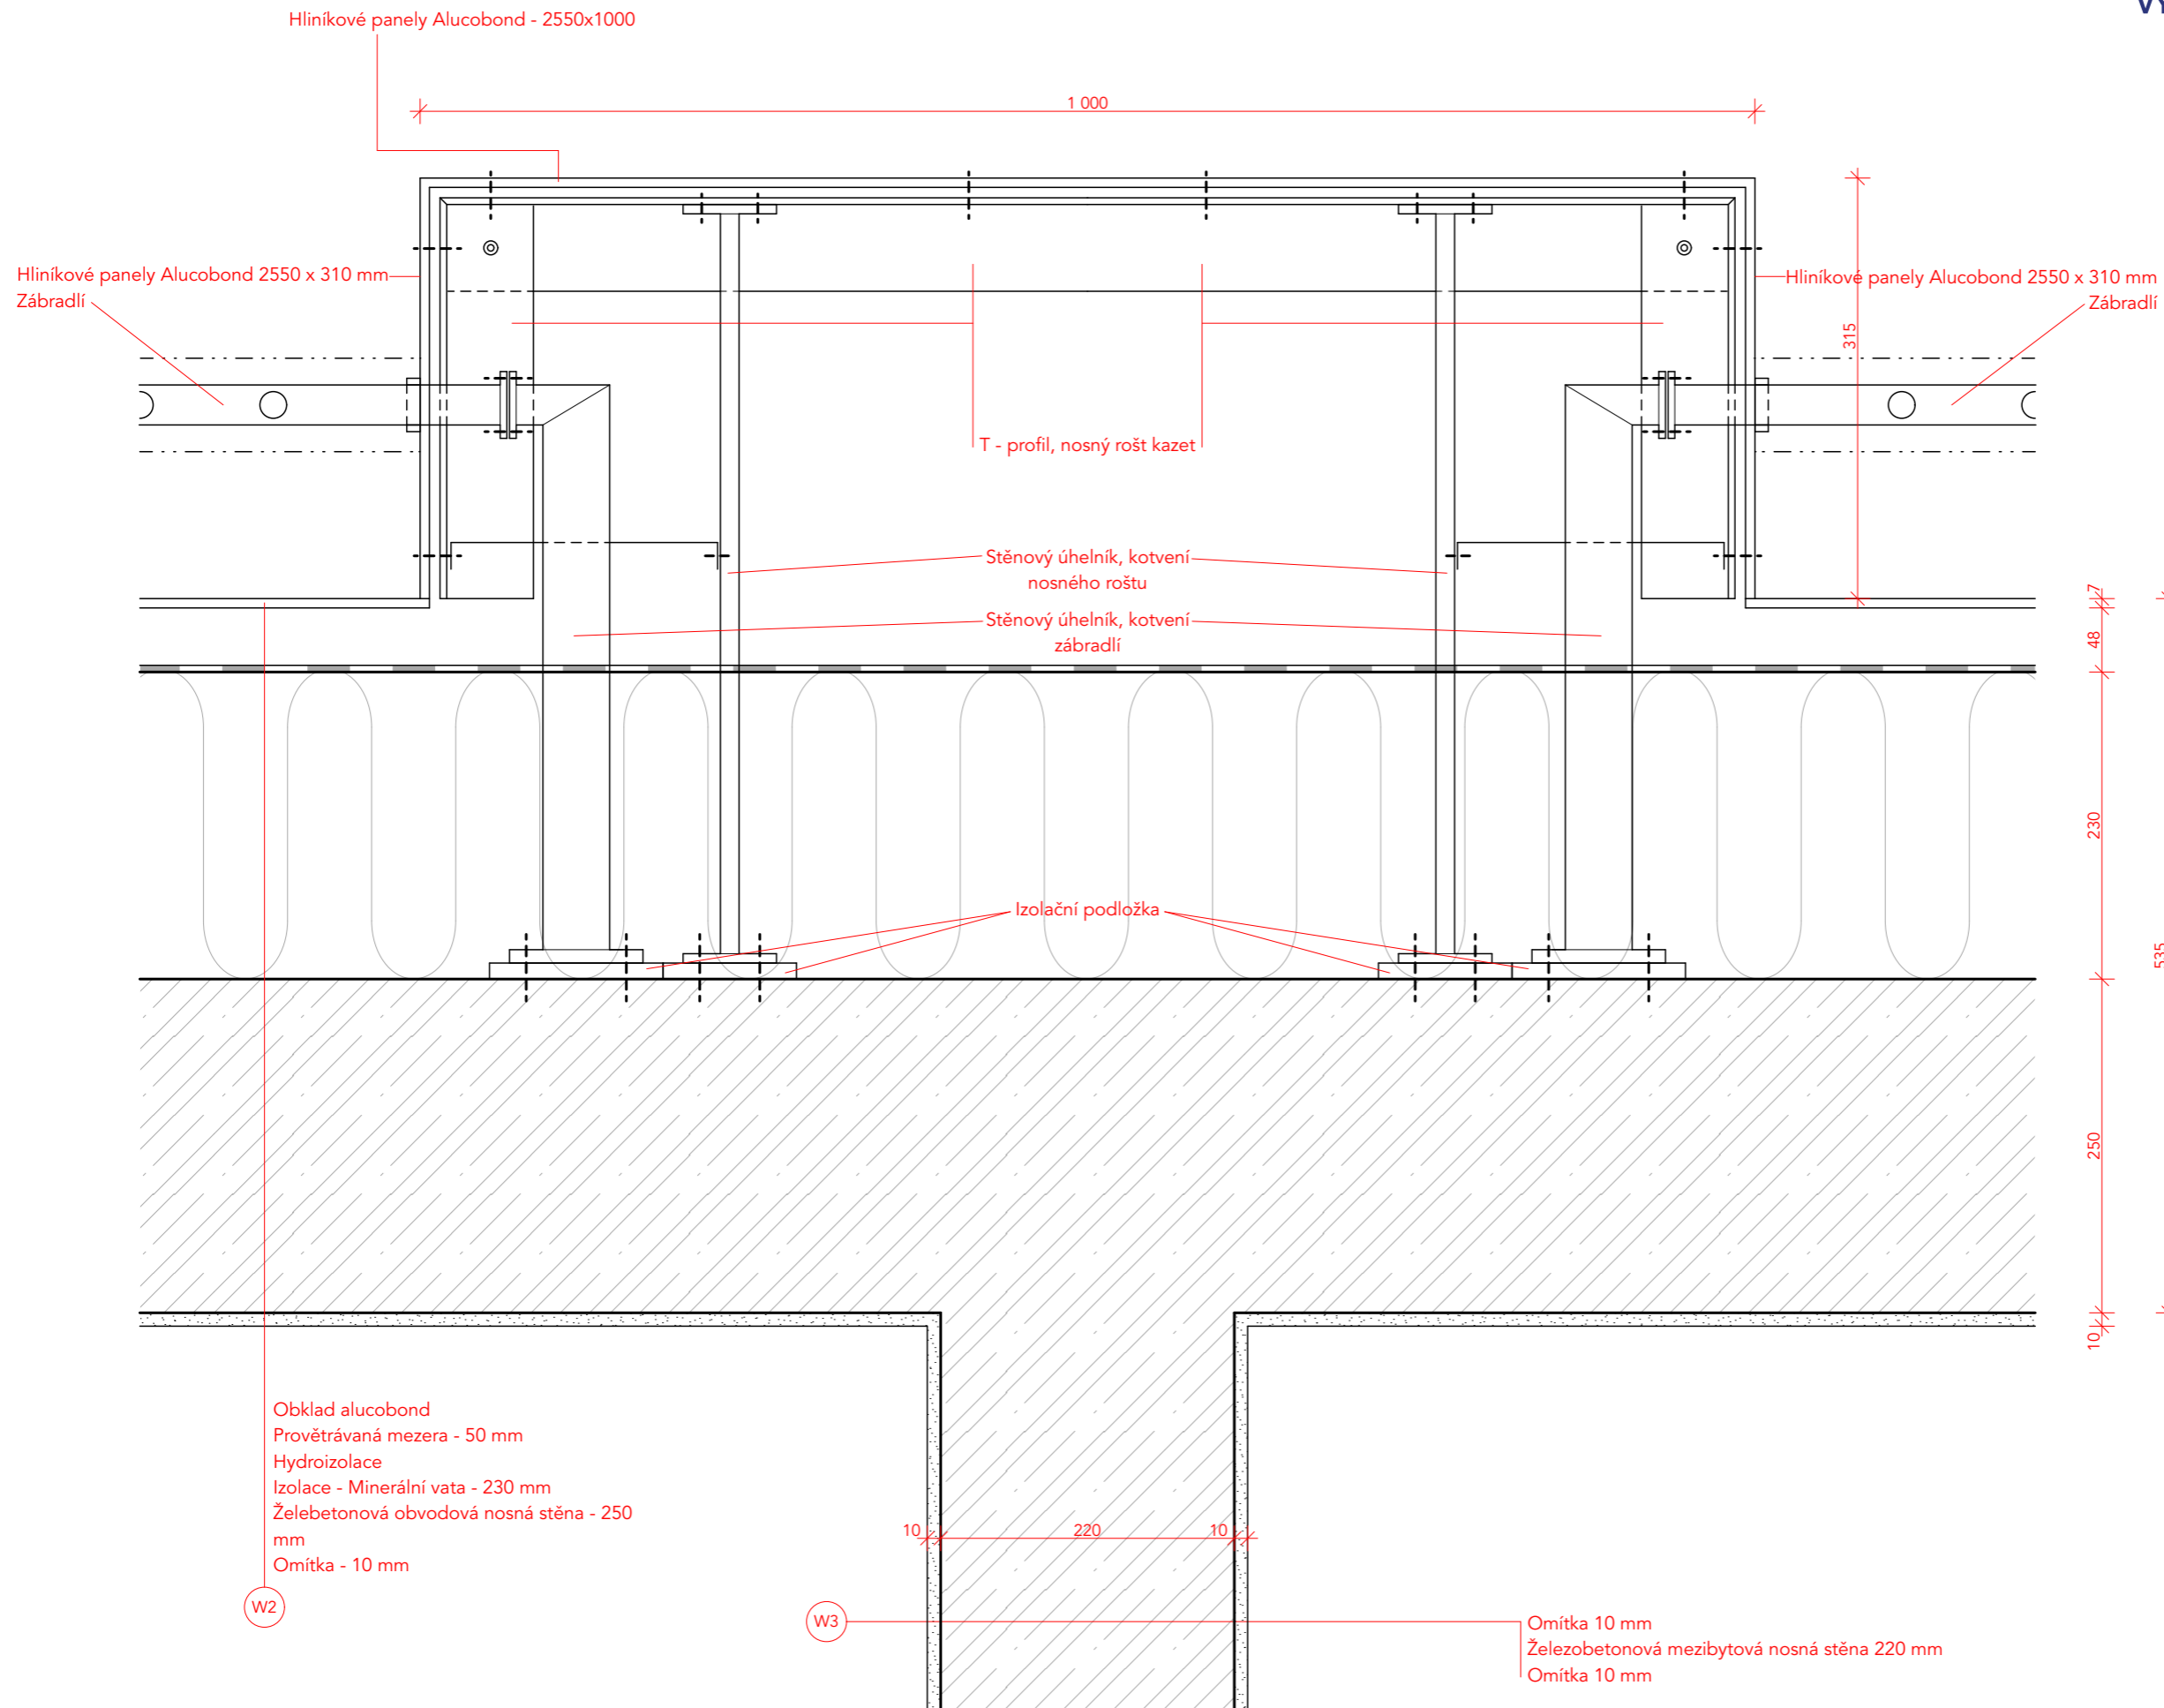 VÝ
Hliníkové panely Alucobond - 2550x1000
1 000
Hliníkové panely Alucobond 2550 x 310 mm
Zábradlí
Hliníkové panely Alucobond 2550 x 310 mm
Zábradlí
315
T - profil, nosný rošt kazet
Stěnový úhelník, kotvení
nosného roštu
Stěnový úhelník, kotvení
zábradlí
7
48
230
Izolační podložka
535
250
10
Obklad alucobond
Provětrávaná mezera - 50 mm
Hydroizolace
Izolace - Minerální vata - 230 mm
Želebetonová obvodová nosná stěna - 250
mm
Omítka - 10 mm
W2
10
220
10
W3
Omítka 10 mm
Železobetonová mezibytová nosná stěna 220 mm
Omítka 10 mm